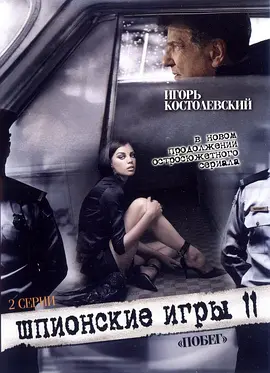 ИГОРЬ
КОСТОЛЕВСКИЙ
в новом
продолжении
остросюжетного
сериала
2 СЕРИИ
шпионские игры 11
«ПОБЕГ»